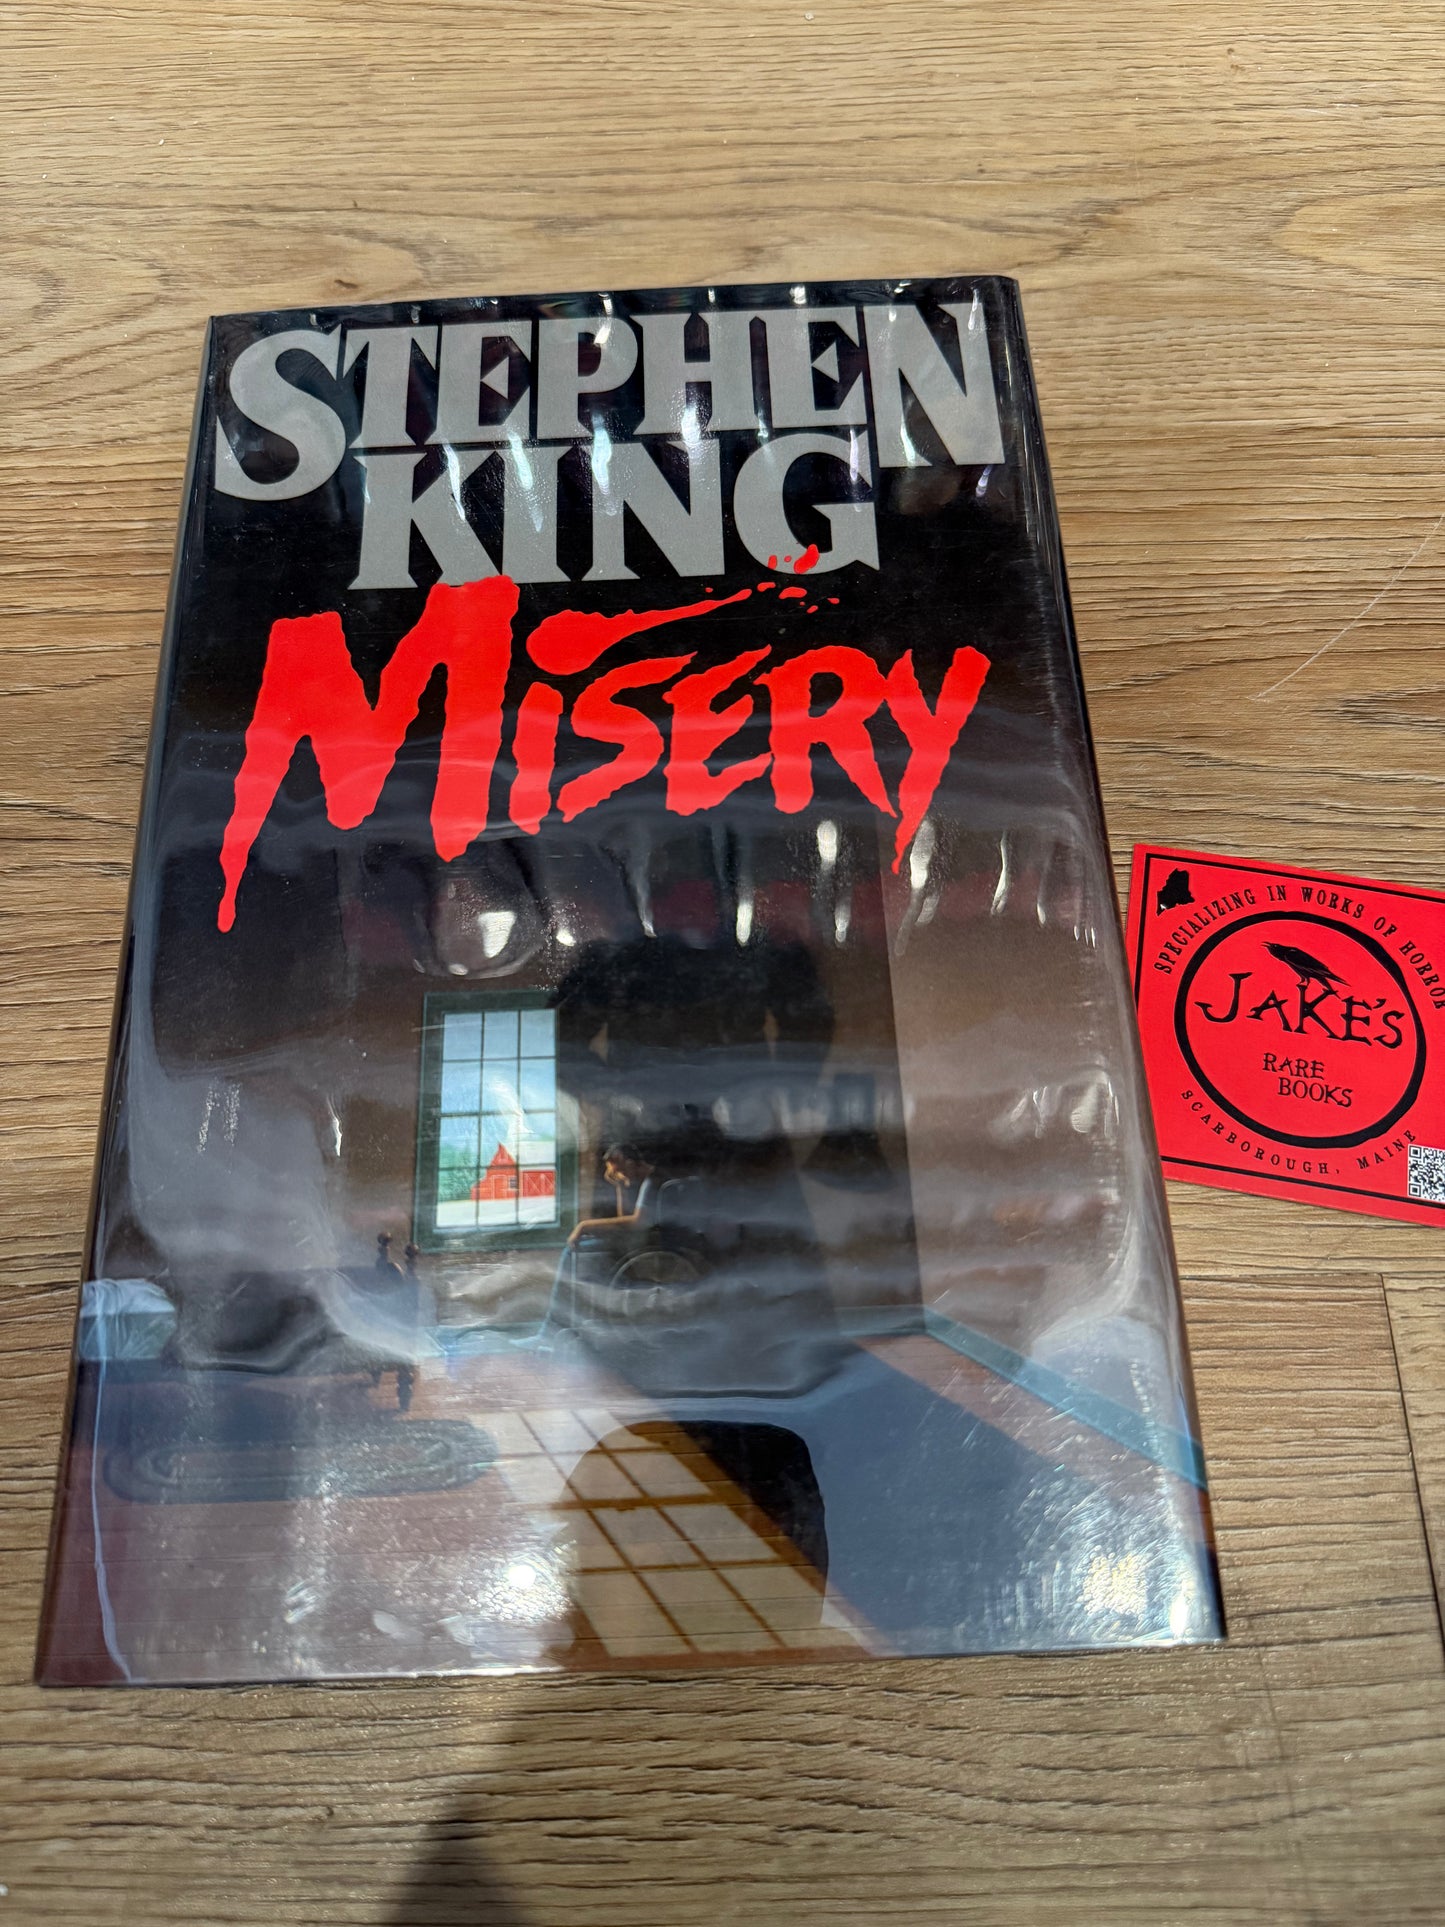 STEPHEN
KING
MISERY
SPECIALIZING IN WORKS OF HORROR
JAKE'S
RARE
BOOKS
SCARBOROUGH, MAINE